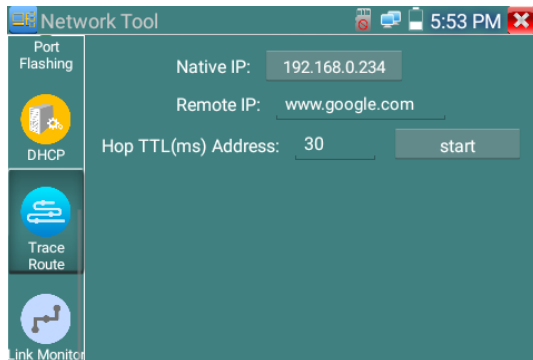 Network Tool
5:53 PM
Port
Flashing
Native IP:
192.168.0.234
Remote IP:
www.google.com
DHCP
Hop TTL(ms) Address:
30
start
Trace
Route
Link Monitor